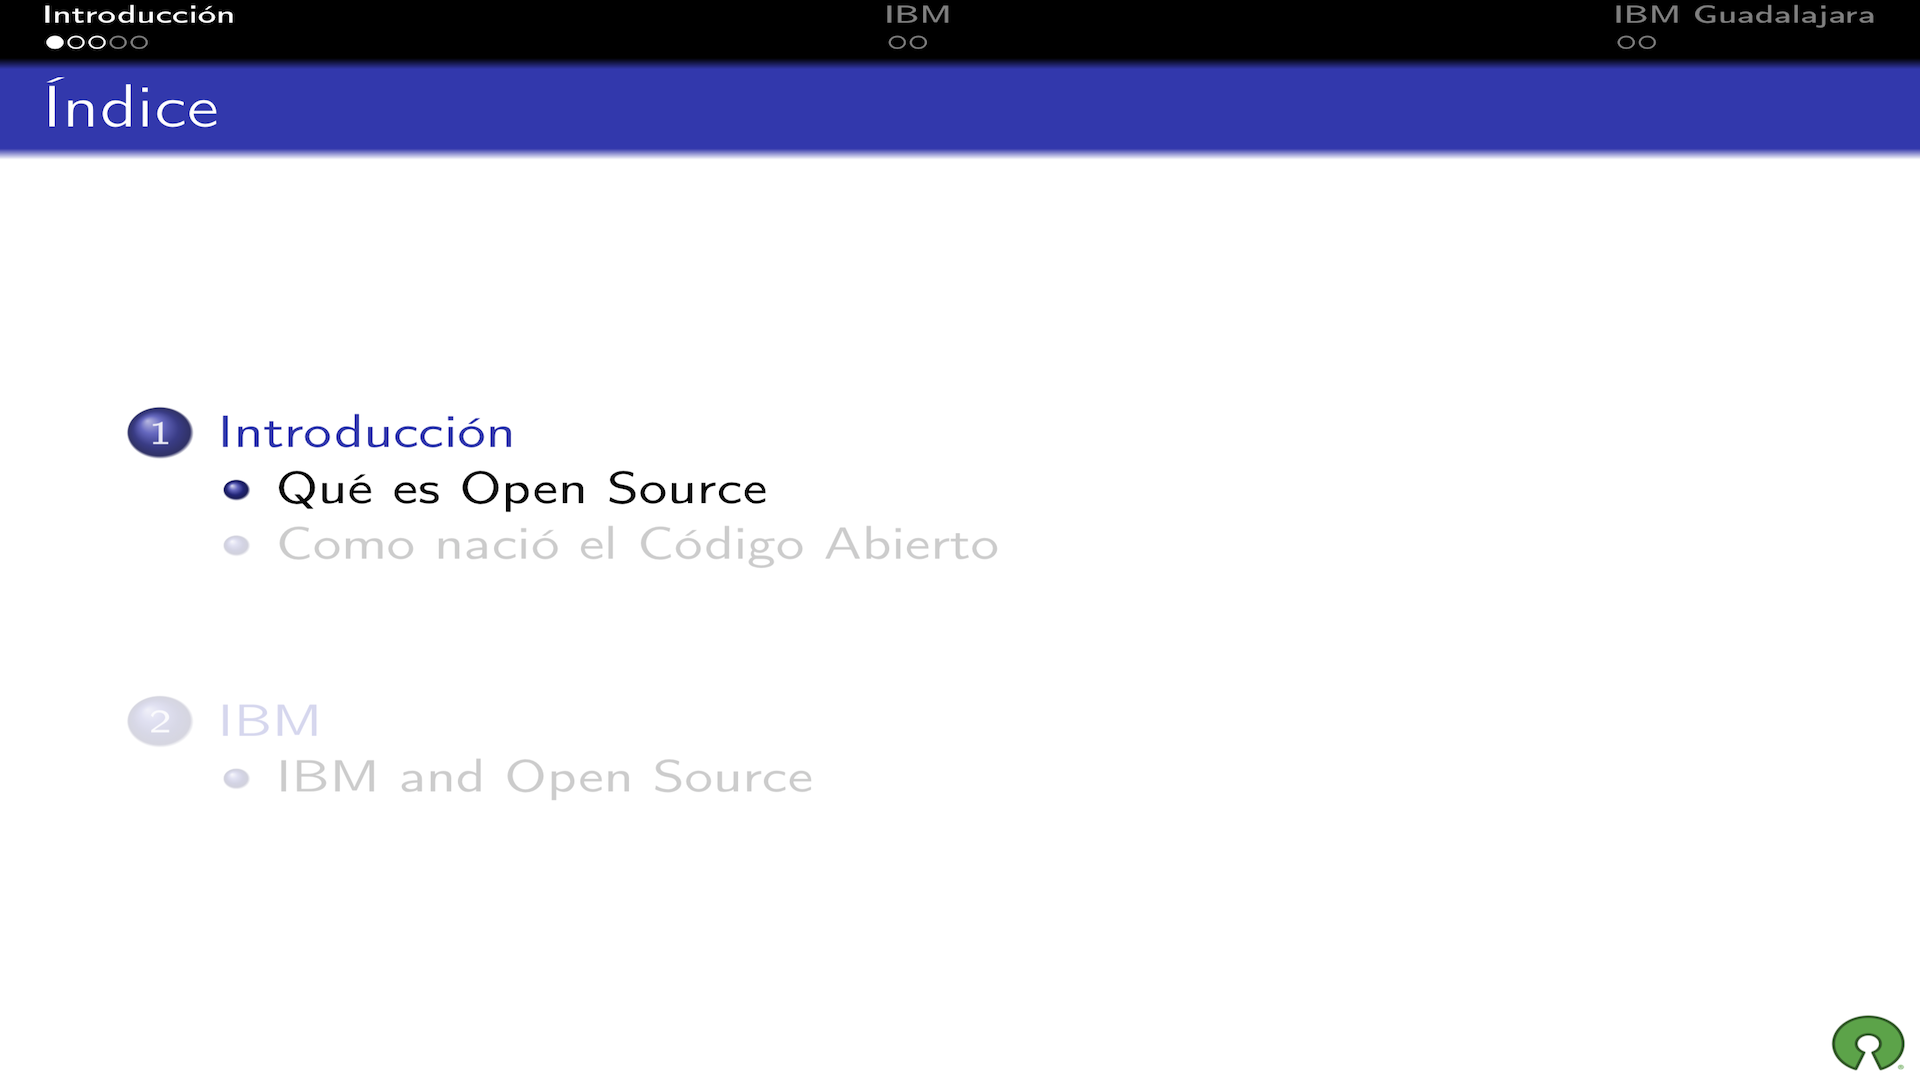 Introducción
IBM
IBM Guadalajara
Índice
1 Introducción
Qué es Open Source
Como nació el Código Abierto
2 IBM
IBM and Open Source